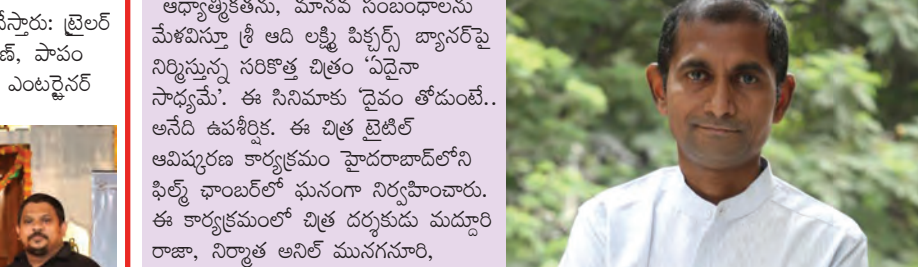 వేస్తారు: ట్రైలర్
ణ్, పాపం
ఎంటర్టైనర్
ఆధ్యాత్మికతను, మానవ సంబంధాలను
మేళవిస్తూ శ్రీ ఆది లక్ష్మి పిక్చర్స్ బ్యానర్‌పై
నిర్మిస్తున్న సరికొత్త చిత్రం ‘ఏదైనా
సాధ్యమే’. ఈ సినిమాకు ‘దైవం తోడుంటే..
అనేది ఉపశీర్షిక. ఈ చిత్ర టైటిల్
ఆవిష్కరణ కార్యక్రమం హైదరాబాద్‌లోని
ఫిల్మ్ ఛాంబర్‌లో ఘనంగా నిర్వహించారు.
ఈ కార్యక్రమంలో చిత్ర దర్శకుడు మద్దూరి
రాజా, నిర్మాత అనిల్ మునగనూరి,